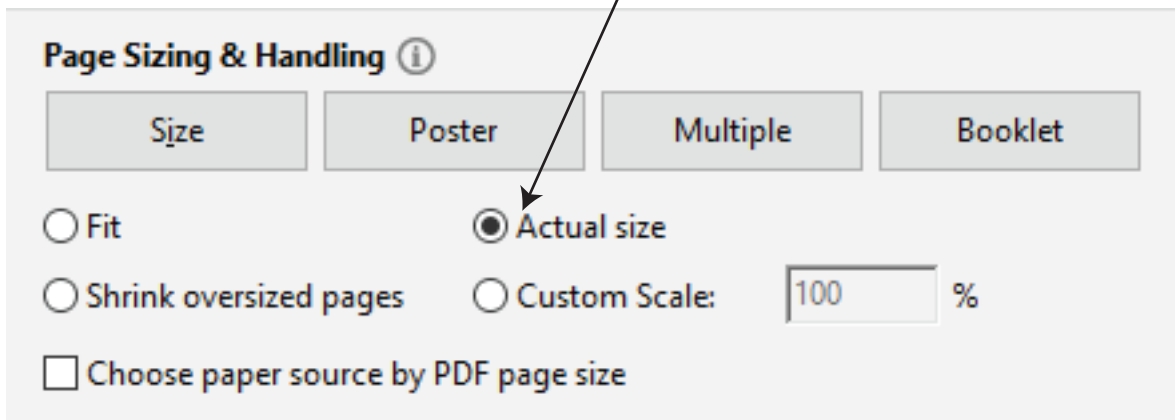 Page Sizing & Handling
Size Poster Multiple Booklet
Fit Actual size
Shrink oversized pages Custom Scale: 100 %
Choose paper source by PDF page size